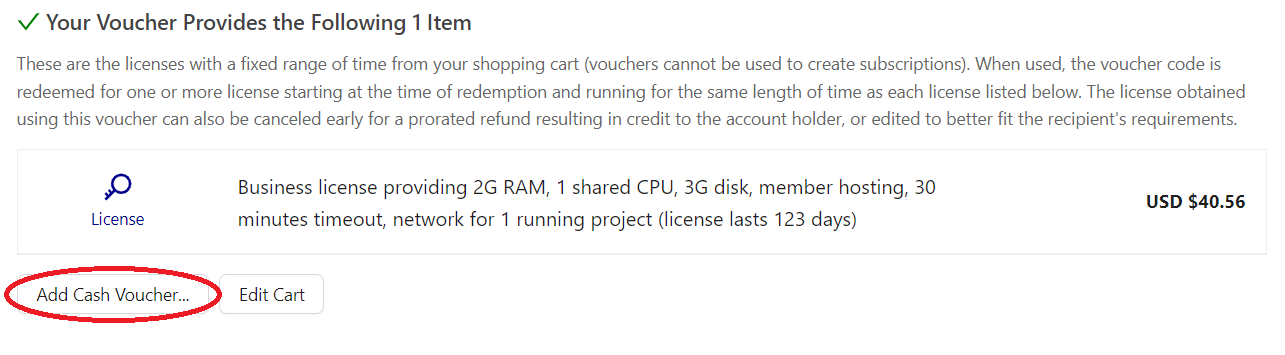 Your Voucher Provides the Following 1 Item
These are the licenses with a fixed range of time from your shopping cart (vouchers cannot be used to create subscriptions). When used, the voucher code is
redeemed for one or more license starting at the time of redemption and running for the same length of time as each license listed below. The license obtained
using this voucher can also be canceled early for a prorated refund resulting in credit to the account holder, or edited to better fit the recipient's requirements.
License
Business license providing 2G RAM, 1 shared CPU, 3G disk, member hosting, 30
minutes timeout, network for 1 running project (license lasts 123 days)
USD $40.56
Add Cash Voucher...
Edit Cart